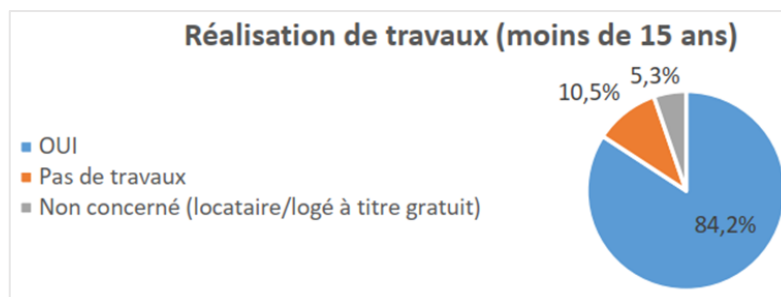 Réalisation de travaux (moins de 15 ans)
5,3%
10,5%
OUI
Pas de travaux
Non concerné (locataire/logé à titre gratuit)
84,2%